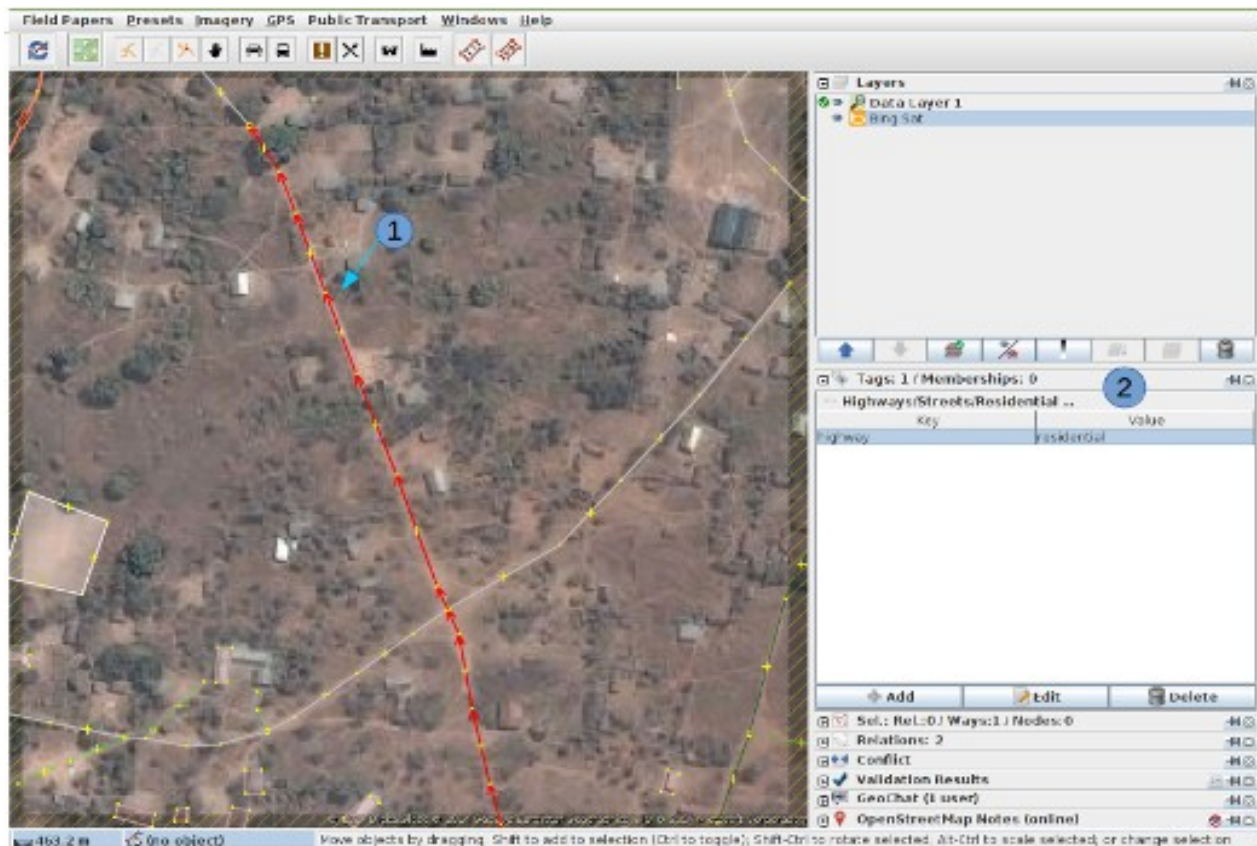 Field Papers Presets Imagery GPS Public Transport Windows Help
Layers
Data Layer 1
Bing Sat
1
Tags: 1 / Memberships: 0
2
Highways/Streets/Residential ...
Key Value
highway residential
Add Edit Delete
Sel.: Rel.:0 / Ways:1 / Nodes:0
Relations: 2
Conflict
Validation Results
GeoChat (1 user)
OpenStreetMap Notes (online)
463.2 m (no object) Move objects by dragging; Shift to add to selection (Ctrl to toggle); Shift-Ctrl to rotate selected; Alt-Ctrl to scale selected; or change selection